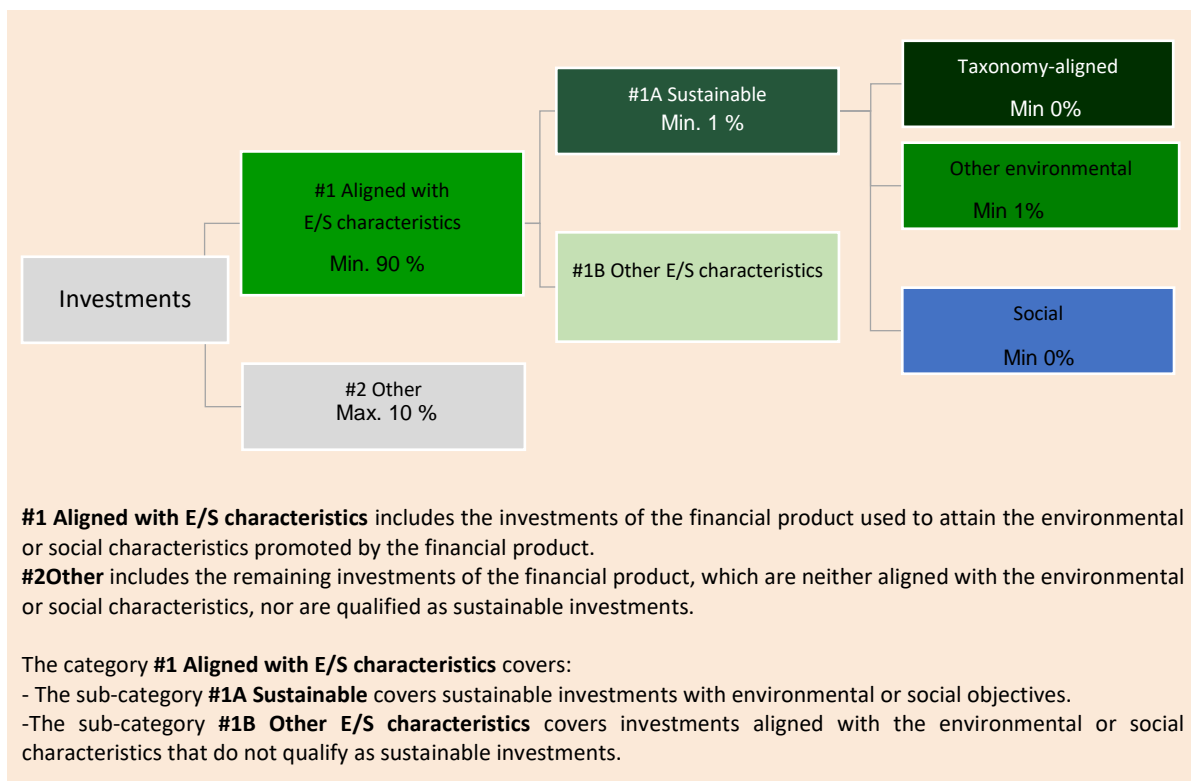 Investments
#1 Aligned with
E/S characteristics
Min. 90 %
#2 Other
Max. 10 %
#1A Sustainable
Min. 1 %
#1B Other E/S characteristics
Taxonomy-aligned
Min 0%
Other environmental
Min 1%
Social
Min 0%
#1 Aligned with E/S characteristics includes the investments of the financial product used to attain the environmental
or social characteristics promoted by the financial product.
#2Other includes the remaining investments of the financial product, which are neither aligned with the environmental
or social characteristics, nor are qualified as sustainable investments.
The category #1 Aligned with E/S characteristics covers:
- The sub-category #1A Sustainable covers sustainable investments with environmental or social objectives.
-The sub-category #1B Other E/S characteristics covers investments aligned with the environmental or social
characteristics that do not qualify as sustainable investments.